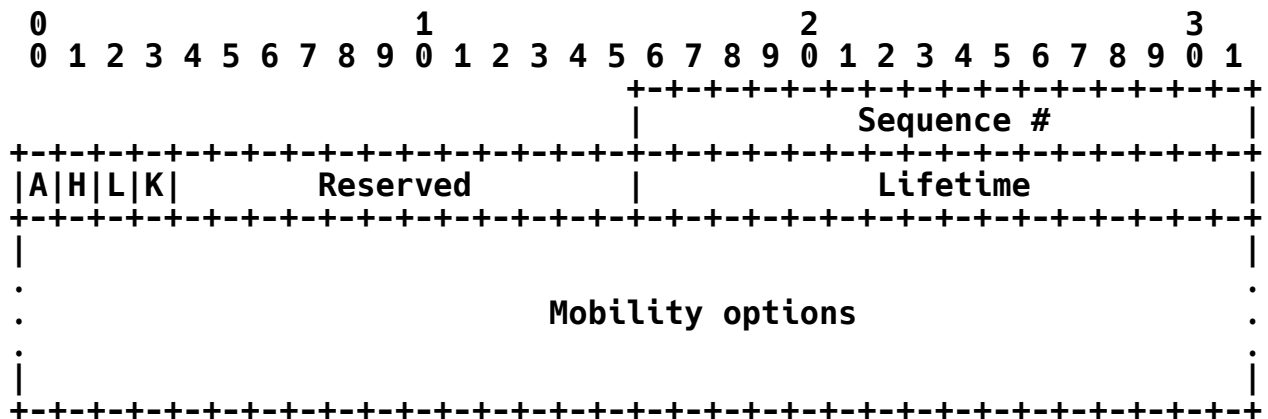 0                   1                   2                   3
 0 1 2 3 4 5 6 7 8 9 0 1 2 3 4 5 6 7 8 9 0 1 2 3 4 5 6 7 8 9 0 1
                                +-+-+-+-+-+-+-+-+-+-+-+-+-+-+-+-+
                                |           Sequence #          |
+-+-+-+-+-+-+-+-+-+-+-+-+-+-+-+-+-+-+-+-+-+-+-+-+-+-+-+-+-+-+-+-+
|A|H|L|K|       Reserved        |            Lifetime           |
+-+-+-+-+-+-+-+-+-+-+-+-+-+-+-+-+-+-+-+-+-+-+-+-+-+-+-+-+-+-+-+-+
|                                                               |
.                                                               .
.                           Mobility options                    .
.                                                               .
|                                                               |
+-+-+-+-+-+-+-+-+-+-+-+-+-+-+-+-+-+-+-+-+-+-+-+-+-+-+-+-+-+-+-+-+